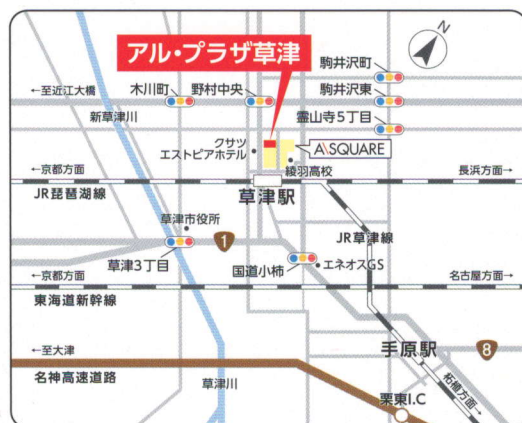 N
アル・プラザ草津
駒井沢町
←至近江大橋
木川町
野村中央
駒井沢東
新草津川
霊山寺5丁目
クサツ
エストピアホテル
A\SQUARE
綾羽高校
←京都方面
長浜方面→
JR琵琶湖線
草津駅
草津市役所
1
JR草津線
草津3丁目
国道小柿
エネオスGS
←京都方面
名古屋方面→
東海道新幹線
手原駅
8
←至大津
名神高速道路
草津川
柘植方面→
栗東I.C